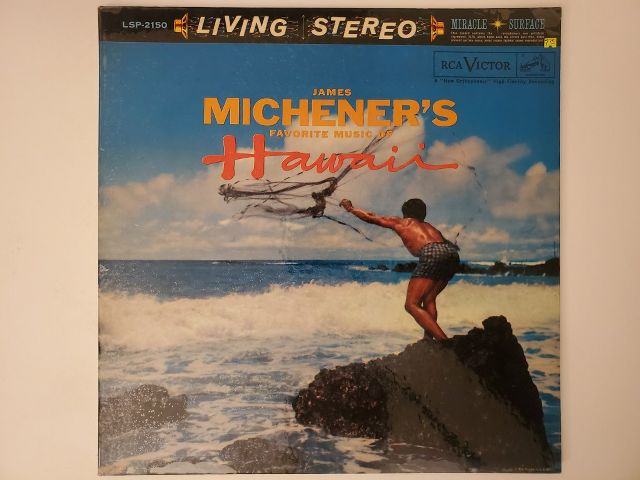 LSP-2150 LIVING STEREO MIRACLE SURFACE
RCA VICTOR
A "New Orthophonic" High Fidelity Recording
JAMES
MICHENER'S
FAVORITE MUSIC OF
Hawaii